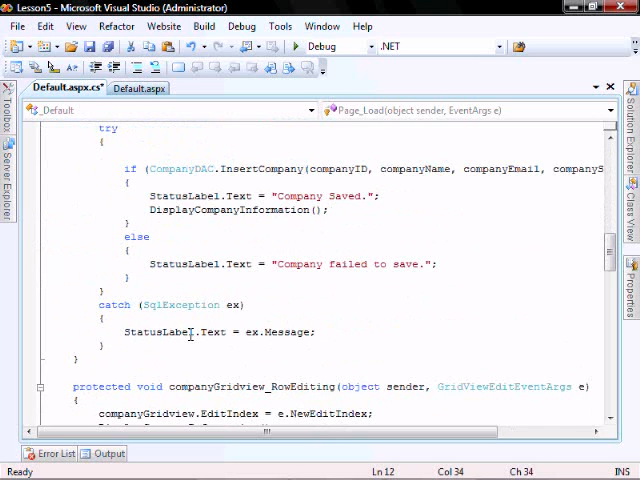 Lesson5 - Microsoft Visual Studio (Administrator)
File Edit View Refactor Website Build Debug Tools Test Window Help
Debug .NET
Default.aspx.cs* Default.aspx
_Default Page_Load(object sender, EventArgs e)
Toolbox
Server Explorer
try
{
if (CompanyDAC.InsertCompany(companyID, companyName, companyEmail, companyS
{
StatusLabel.Text = "Company Saved.";
DisplayCompanyInformation();
}
else
{
StatusLabel.Text = "Company failed to save.";
}
}
catch (SqlException ex)
{
StatusLabel.Text = ex.Message;
}
}
protected void companyGridview_RowEditing(object sender, GridViewEditEventArgs e)
{
companyGridview.EditIndex = e.NewEditIndex;
Solution Explorer
Class View
Properties
Error List Output
Ready Ln 12 Col 34 Ch 34 INS